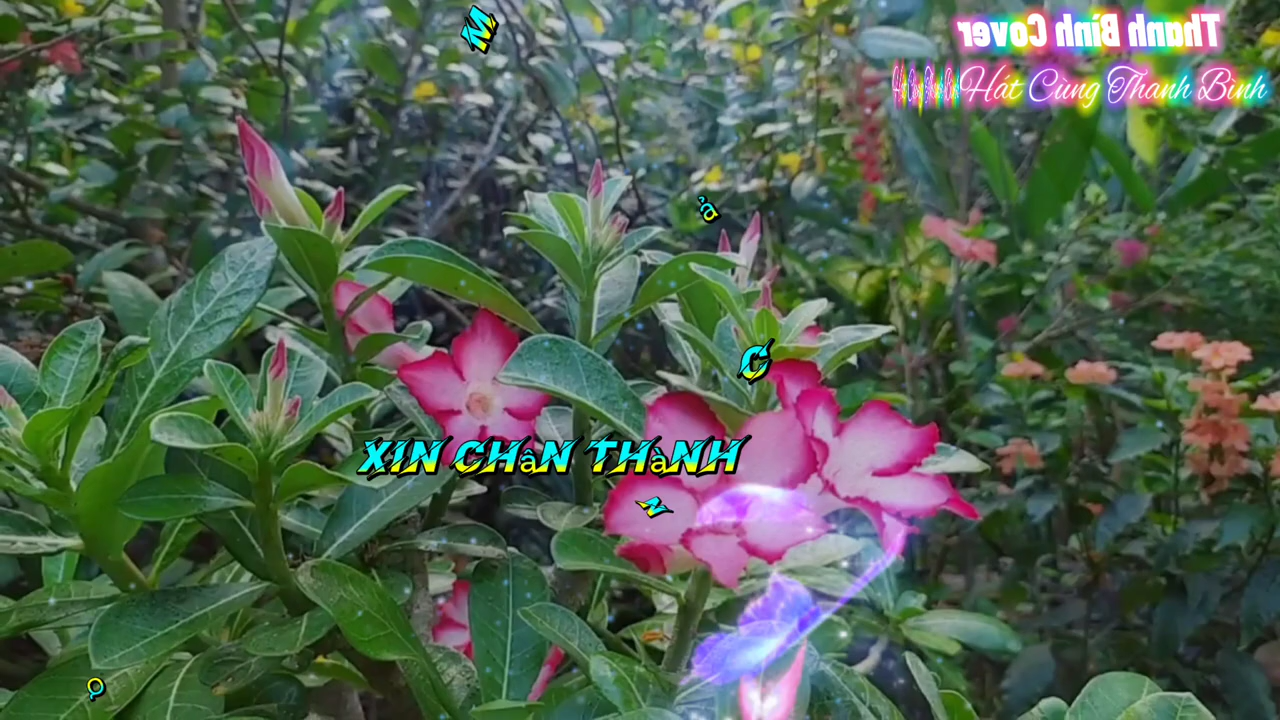 Thanh Bình Cover
Hát Cùng Thanh Bình
XIN CHâN THàNH
M
ả
C
N